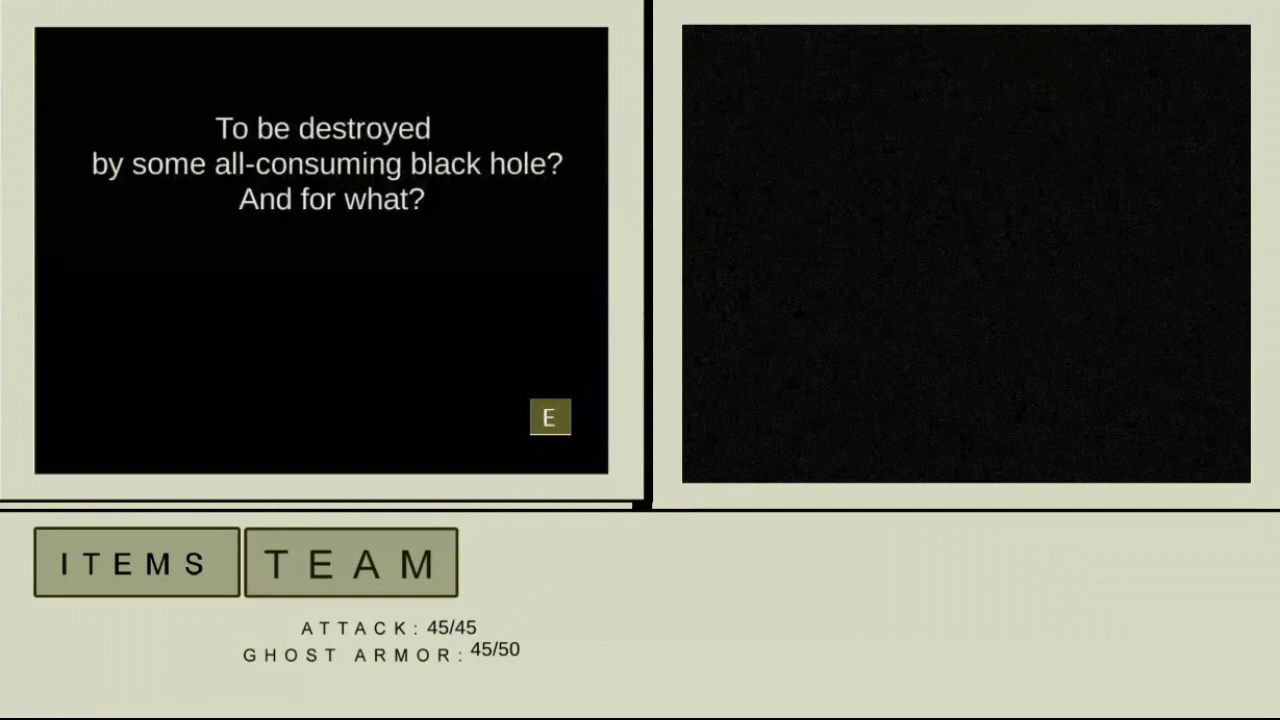 To be destroyed
by some all-consuming black hole?
And for what?
E
ITEMS
TEAM
ATTACK: 45/45
GHOST ARMOR: 45/50